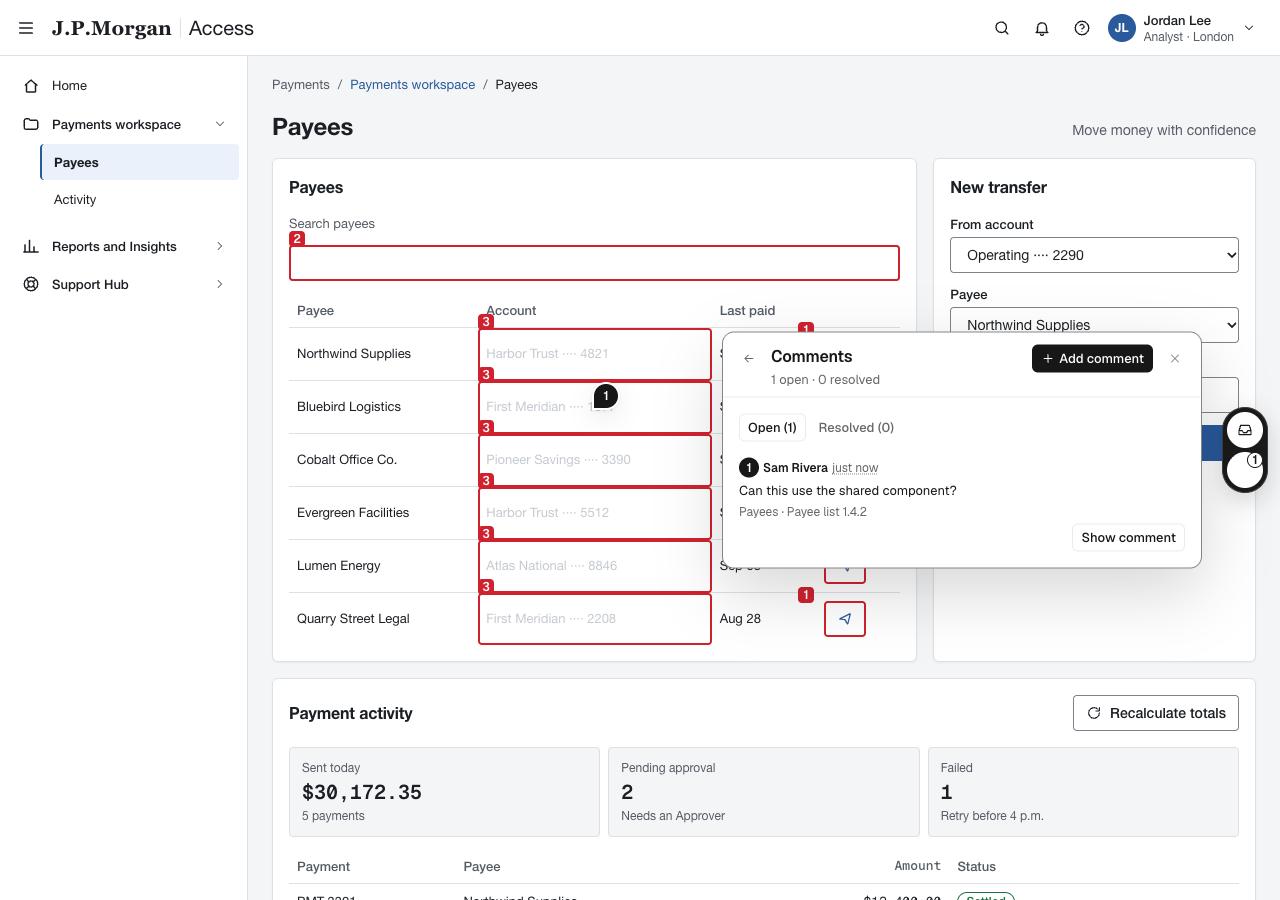 J.P.Morgan Access
JL
Jordan Lee
Analyst · London
Home
Payments workspace
Payees
Activity
Reports and Insights
Support Hub
Payments / Payments workspace / Payees
Payees
Move money with confidence
Payees
Search payees
2
Payee Account Last paid
3 1
Northwind Supplies Harbor Trust ···· 4821
3
Bluebird Logistics First Meridian ····
1
3
Cobalt Office Co. Pioneer Savings ···· 3390
3
Evergreen Facilities Harbor Trust ···· 5512
3
Lumen Energy Atlas National ···· 8846
3 1
Quarry Street Legal First Meridian ···· 2208 Aug 28
New transfer
From account
Operating ···· 2290
Payee
Northwind Supplies
Comments
1 open · 0 resolved
Add comment
Open (1) Resolved (0)
1 Sam Rivera just now
Can this use the shared component?
Payees · Payee list 1.4.2
Show comment
1
Payment activity
Recalculate totals
Sent today
$30,172.35
5 payments
Pending approval
2
Needs an Approver
Failed
1
Retry before 4 p.m.
Payment Payee Amount Status
Northwind Supplies Settled